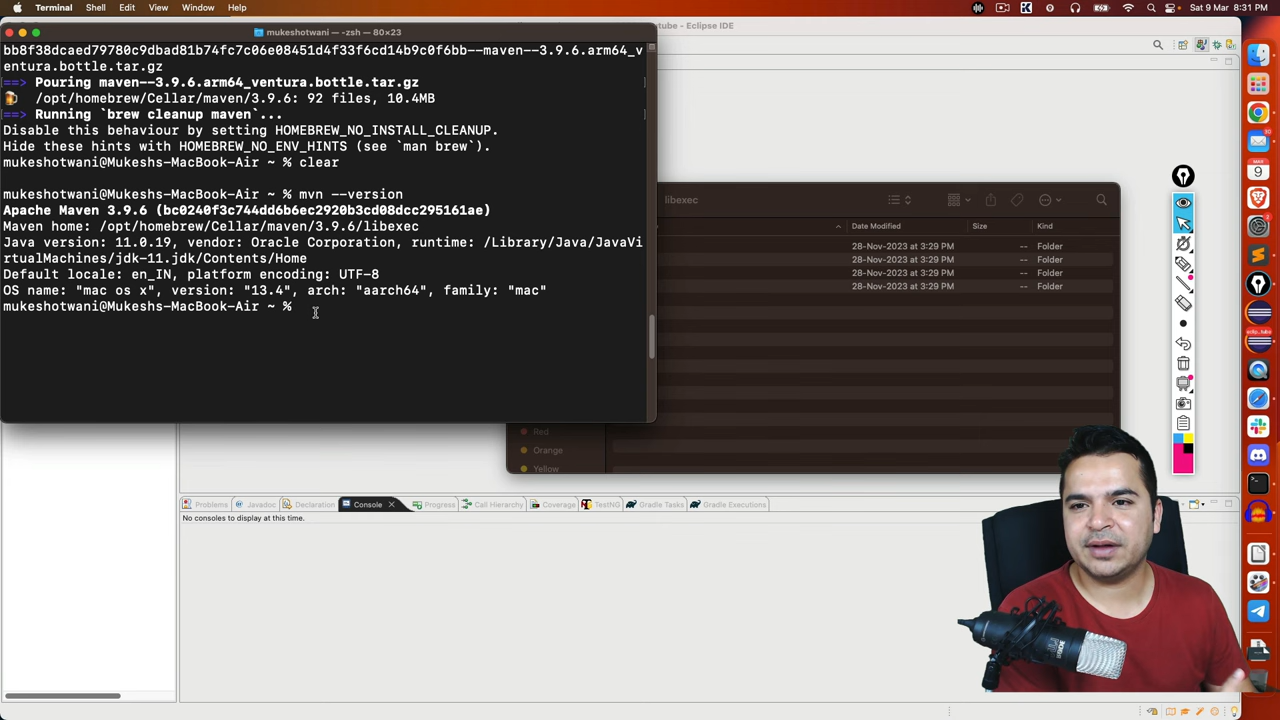 Terminal Shell Edit View Window Help
Sat 9 Mar 8:31 PM
mukeshotwani — -zsh — 80×23
tube - Eclipse IDE
bb8f38dcaed79780c9dbad81b74fc7c06e08451d4f33f6cd14b9c0f6bb--maven--3.9.6.arm64_v
entura.bottle.tar.gz
==> Pouring maven--3.9.6.arm64_ventura.bottle.tar.gz
/opt/homebrew/Cellar/maven/3.9.6: 92 files, 10.4MB
==> Running `brew cleanup maven`...
Disable this behaviour by setting HOMEBREW_NO_INSTALL_CLEANUP.
Hide these hints with HOMEBREW_NO_ENV_HINTS (see `man brew`).
mukeshotwani@Mukeshs-MacBook-Air ~ % clear
mukeshotwani@Mukeshs-MacBook-Air ~ % mvn --version
Apache Maven 3.9.6 (bc0240f3c744dd6b6ec2920b3cd08dcc295161ae)
Maven home: /opt/homebrew/Cellar/maven/3.9.6/libexec
Java version: 11.0.19, vendor: Oracle Corporation, runtime: /Library/Java/JavaVi
rtualMachines/jdk-11.jdk/Contents/Home
Default locale: en_IN, platform encoding: UTF-8
OS name: "mac os x", version: "13.4", arch: "aarch64", family: "mac"
mukeshotwani@Mukeshs-MacBook-Air ~ %
libexec
Date Modified Size Kind
28-Nov-2023 at 3:29 PM -- Folder
28-Nov-2023 at 3:29 PM -- Folder
28-Nov-2023 at 3:29 PM -- Folder
28-Nov-2023 at 3:29 PM -- Folder
Red
Orange
Yellow
Problems Javadoc Declaration Console Progress Call Hierarchy Coverage TestNG Gradle Tasks Gradle Executions
No consoles to display at this time.